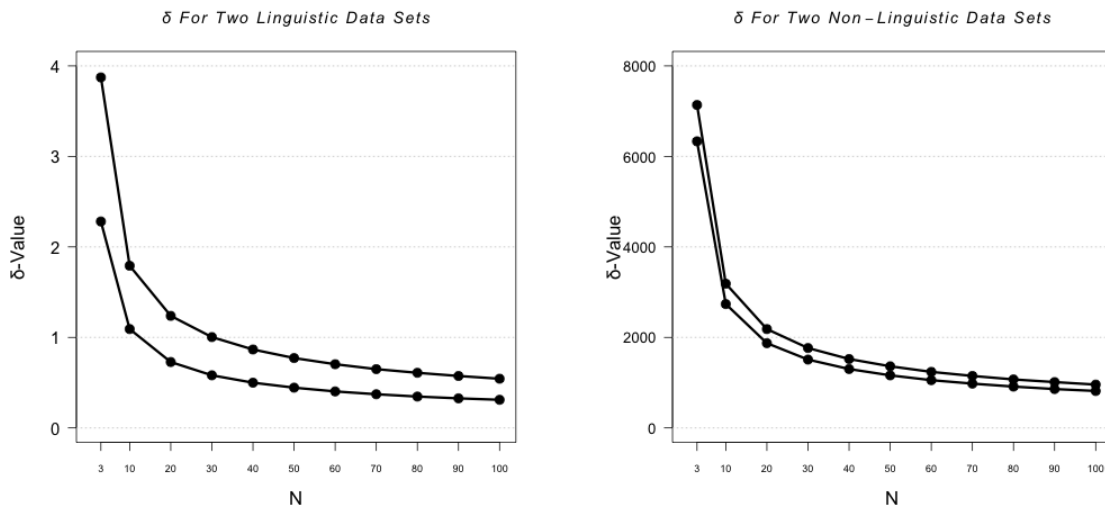 δ For Two Linguistic Data Sets
4
3
2
1
0
δ-Value
3 10 20 30 40 50 60 70 80 90 100
N
δ For Two Non–Linguistic Data Sets
8000
6000
4000
2000
0
δ-Value
3 10 20 30 40 50 60 70 80 90 100
N